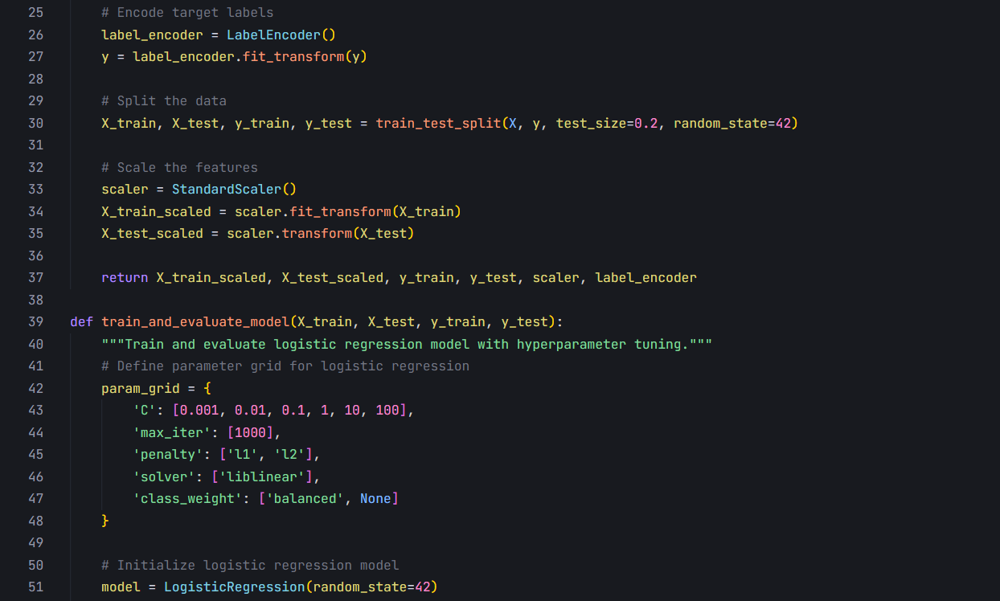 25 # Encode target labels
26 label_encoder = LabelEncoder()
27 y = label_encoder.fit_transform(y)
28
29 # Split the data
30 X_train, X_test, y_train, y_test = train_test_split(X, y, test_size=0.2, random_state=42)
31
32 # Scale the features
33 scaler = StandardScaler()
34 X_train_scaled = scaler.fit_transform(X_train)
35 X_test_scaled = scaler.transform(X_test)
36
37 return X_train_scaled, X_test_scaled, y_train, y_test, scaler, label_encoder
38
39 def train_and_evaluate_model(X_train, X_test, y_train, y_test):
40 """Train and evaluate logistic regression model with hyperparameter tuning."""
41 # Define parameter grid for logistic regression
42 param_grid = {
43 'C': [0.001, 0.01, 0.1, 1, 10, 100],
44 'max_iter': [1000],
45 'penalty': ['l1', 'l2'],
46 'solver': ['liblinear'],
47 'class_weight': ['balanced', None]
48 }
49
50 # Initialize logistic regression model
51 model = LogisticRegression(random_state=42)